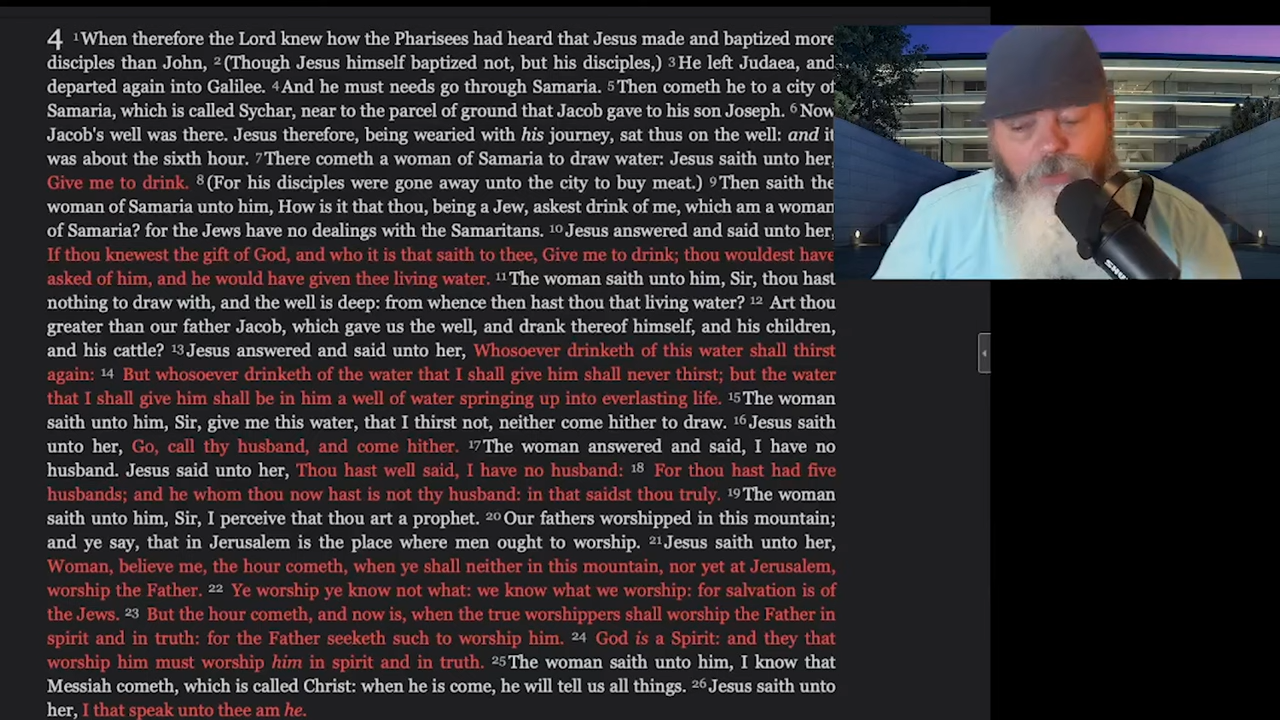 4 1When therefore the Lord knew how the Pharisees had heard that Jesus made and baptized more
disciples than John, 2(Though Jesus himself baptized not, but his disciples,) 3He left Judaea, and
departed again into Galilee. 4And he must needs go through Samaria. 5Then cometh he to a city of
Samaria, which is called Sychar, near to the parcel of ground that Jacob gave to his son Joseph. 6Now
Jacob's well was there. Jesus therefore, being wearied with his journey, sat thus on the well: and it
was about the sixth hour. 7There cometh a woman of Samaria to draw water: Jesus saith unto her,
Give me to drink. 8(For his disciples were gone away unto the city to buy meat.) 9Then saith the
woman of Samaria unto him, How is it that thou, being a Jew, askest drink of me, which am a woman
of Samaria? for the Jews have no dealings with the Samaritans. 10Jesus answered and said unto her,
If thou knewest the gift of God, and who it is that saith to thee, Give me to drink; thou wouldest have
asked of him, and he would have given thee living water. 11The woman saith unto him, Sir, thou hast
nothing to draw with, and the well is deep: from whence then hast thou that living water? 12 Art thou
greater than our father Jacob, which gave us the well, and drank thereof himself, and his children,
and his cattle? 13Jesus answered and said unto her, Whosoever drinketh of this water shall thirst
again: 14 But whosoever drinketh of the water that I shall give him shall never thirst; but the water
that I shall give him shall be in him a well of water springing up into everlasting life. 15The woman
saith unto him, Sir, give me this water, that I thirst not, neither come hither to draw. 16Jesus saith
unto her, Go, call thy husband, and come hither. 17The woman answered and said, I have no
husband. Jesus said unto her, Thou hast well said, I have no husband: 18 For thou hast had five
husbands; and he whom thou now hast is not thy husband: in that saidst thou truly. 19The woman
saith unto him, Sir, I perceive that thou art a prophet. 20Our fathers worshipped in this mountain;
and ye say, that in Jerusalem is the place where men ought to worship. 21Jesus saith unto her,
Woman, believe me, the hour cometh, when ye shall neither in this mountain, nor yet at Jerusalem,
worship the Father. 22 Ye worship ye know not what: we know what we worship: for salvation is of
the Jews. 23 But the hour cometh, and now is, when the true worshippers shall worship the Father in
spirit and in truth: for the Father seeketh such to worship him. 24 God is a Spirit: and they that
worship him must worship him in spirit and in truth. 25The woman saith unto him, I know that
Messiah cometh, which is called Christ: when he is come, he will tell us all things. 26Jesus saith unto
her, I that speak unto thee am he.